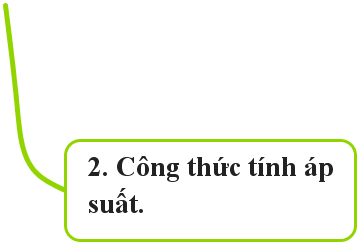 2. Công thức tính áp
suất.